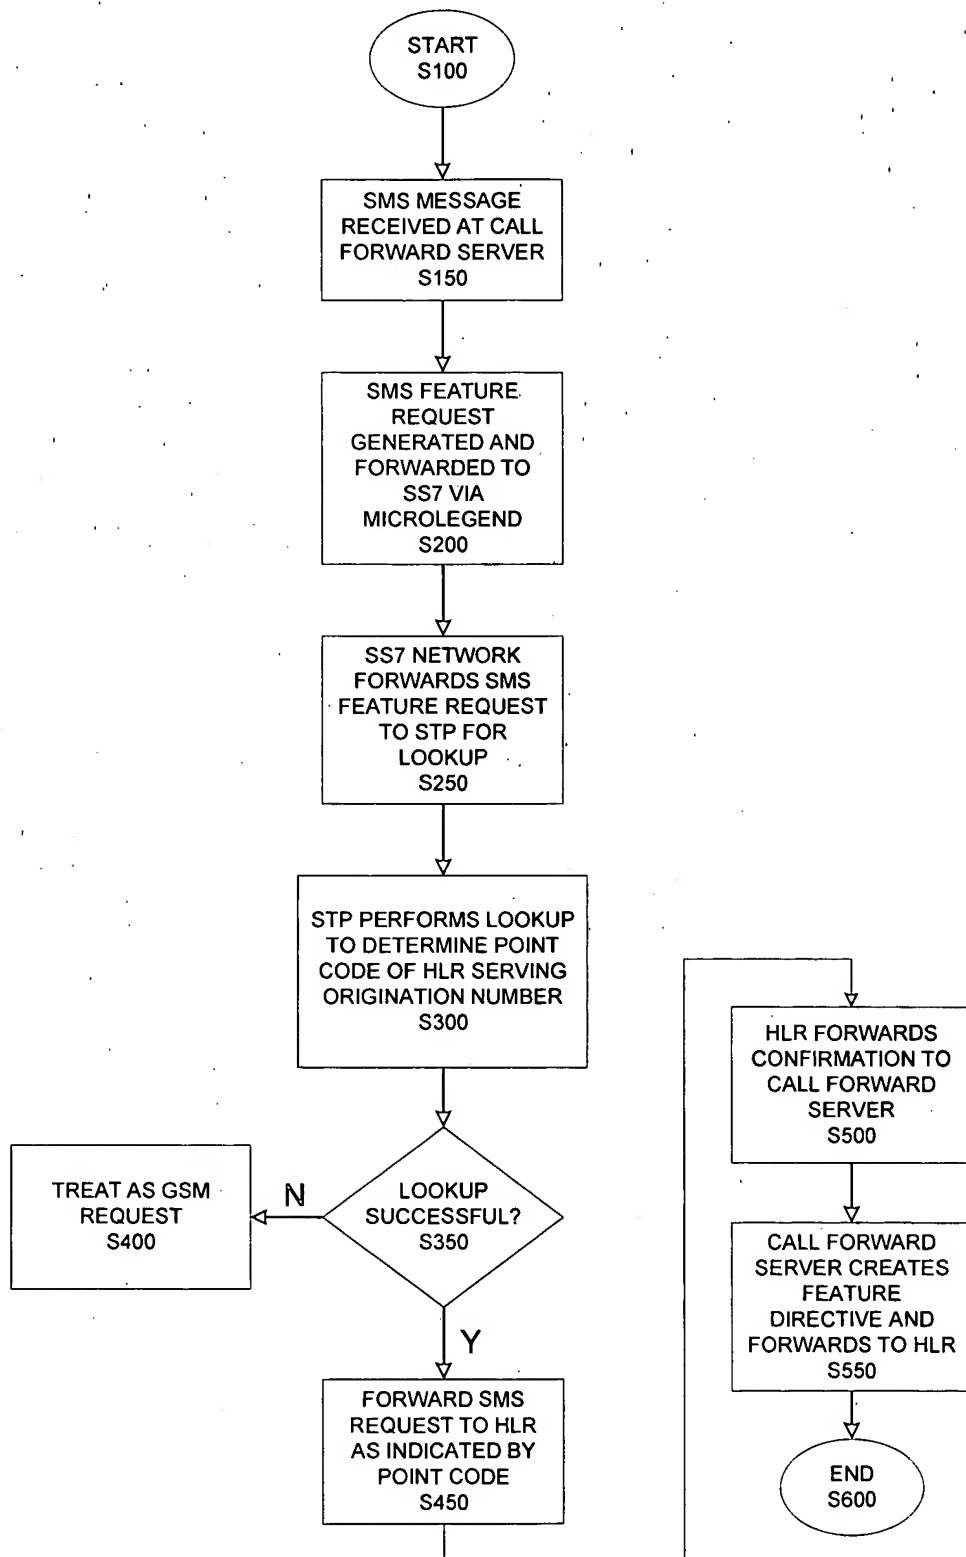 START
S100
SMS MESSAGE
RECEIVED AT CALL
FORWARD SERVER
S150
SMS FEATURE
REQUEST
GENERATED AND
FORWARDED TO
SS7 VIA
MICROLEGEND
S200
SS7 NETWORK
FORWARDS SMS
FEATURE REQUEST
TO STP FOR
LOOKUP
S250
STP PERFORMS LOOKUP
TO DETERMINE POINT
CODE OF HLR SERVING
ORIGINATION NUMBER
S300
LOOKUP
SUCCESSFUL?
S350
N
TREAT AS GSM
REQUEST
S400
Y
FORWARD SMS
REQUEST TO HLR
AS INDICATED BY
POINT CODE
S450
HLR FORWARDS
CONFIRMATION TO
CALL FORWARD
SERVER
S500
CALL FORWARD
SERVER CREATES
FEATURE
DIRECTIVE AND
FORWARDS TO HLR
S550
END
S600